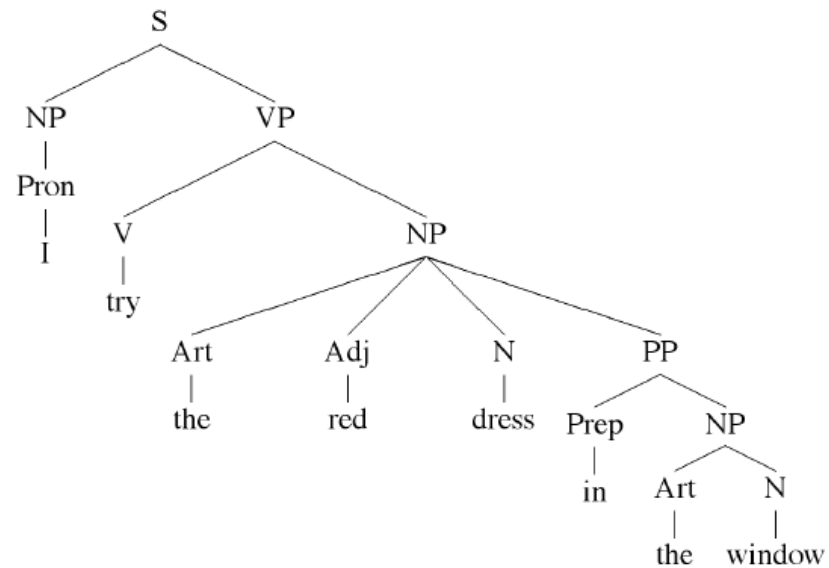 S
NP VP
Pron
V NP
I
try
Art Adj N PP
the red dress Prep NP
in Art N
the window